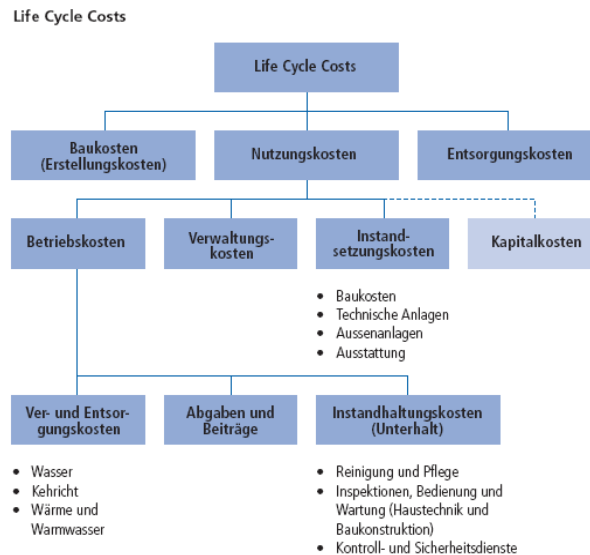 Life Cycle Costs
Life Cycle Costs
Baukosten
(Erstellungskosten)
Nutzungskosten
Entsorgungskosten
Betriebskosten
Verwaltungs-
kosten
Instand-
setzungskosten
Kapitalkosten
• Baukosten
• Technische Anlagen
• Aussenanlagen
• Ausstattung
Ver- und Entsor-
gungskosten
Abgaben und
Beiträge
Instandhaltungskosten
(Unterhalt)
• Wasser
• Kehricht
• Wärme und
Warmwasser
• Reinigung und Pflege
• Inspektionen, Bedienung und
Wartung (Haustechnik und
Baukonstruktion)
• Kontroll- und Sicherheitsdienste